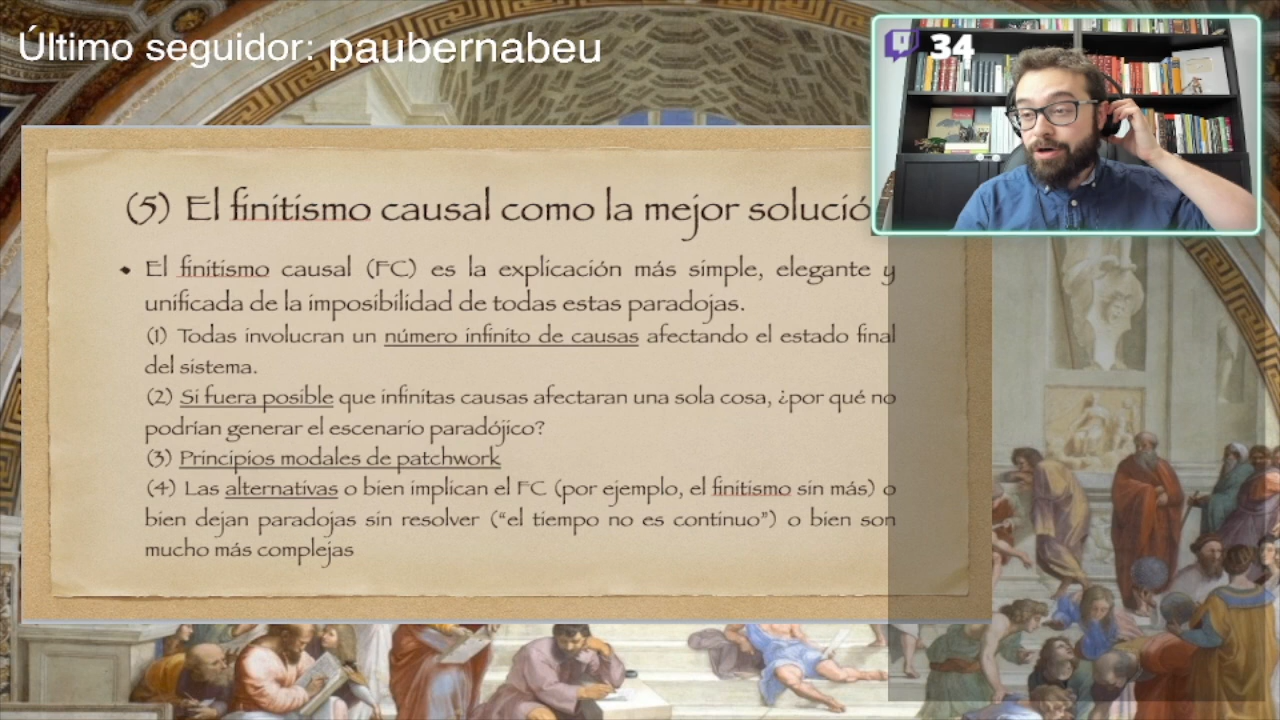 Último seguidor: paubernabeu
34
(5) El finitismo causal como la mejor solució
• El finitismo causal (FC) es la explicación más simple, elegante y
unificada de la imposibilidad de todas estas paradojas.
(1) Todas involucran un número infinito de causas afectando el estado final
del sistema.
(2) Si fuera posible que infinitas causas afectaran una sola cosa, ¿por qué no
podrían generar el escenario paradójico?
(3) Principios modales de patchwork
(4) Las alternativas o bien implican el FC (por ejemplo, el finitismo sin más) o
bien dejan paradojas sin resolver (“el tiempo no es continuo”) o bien son
mucho más complejas